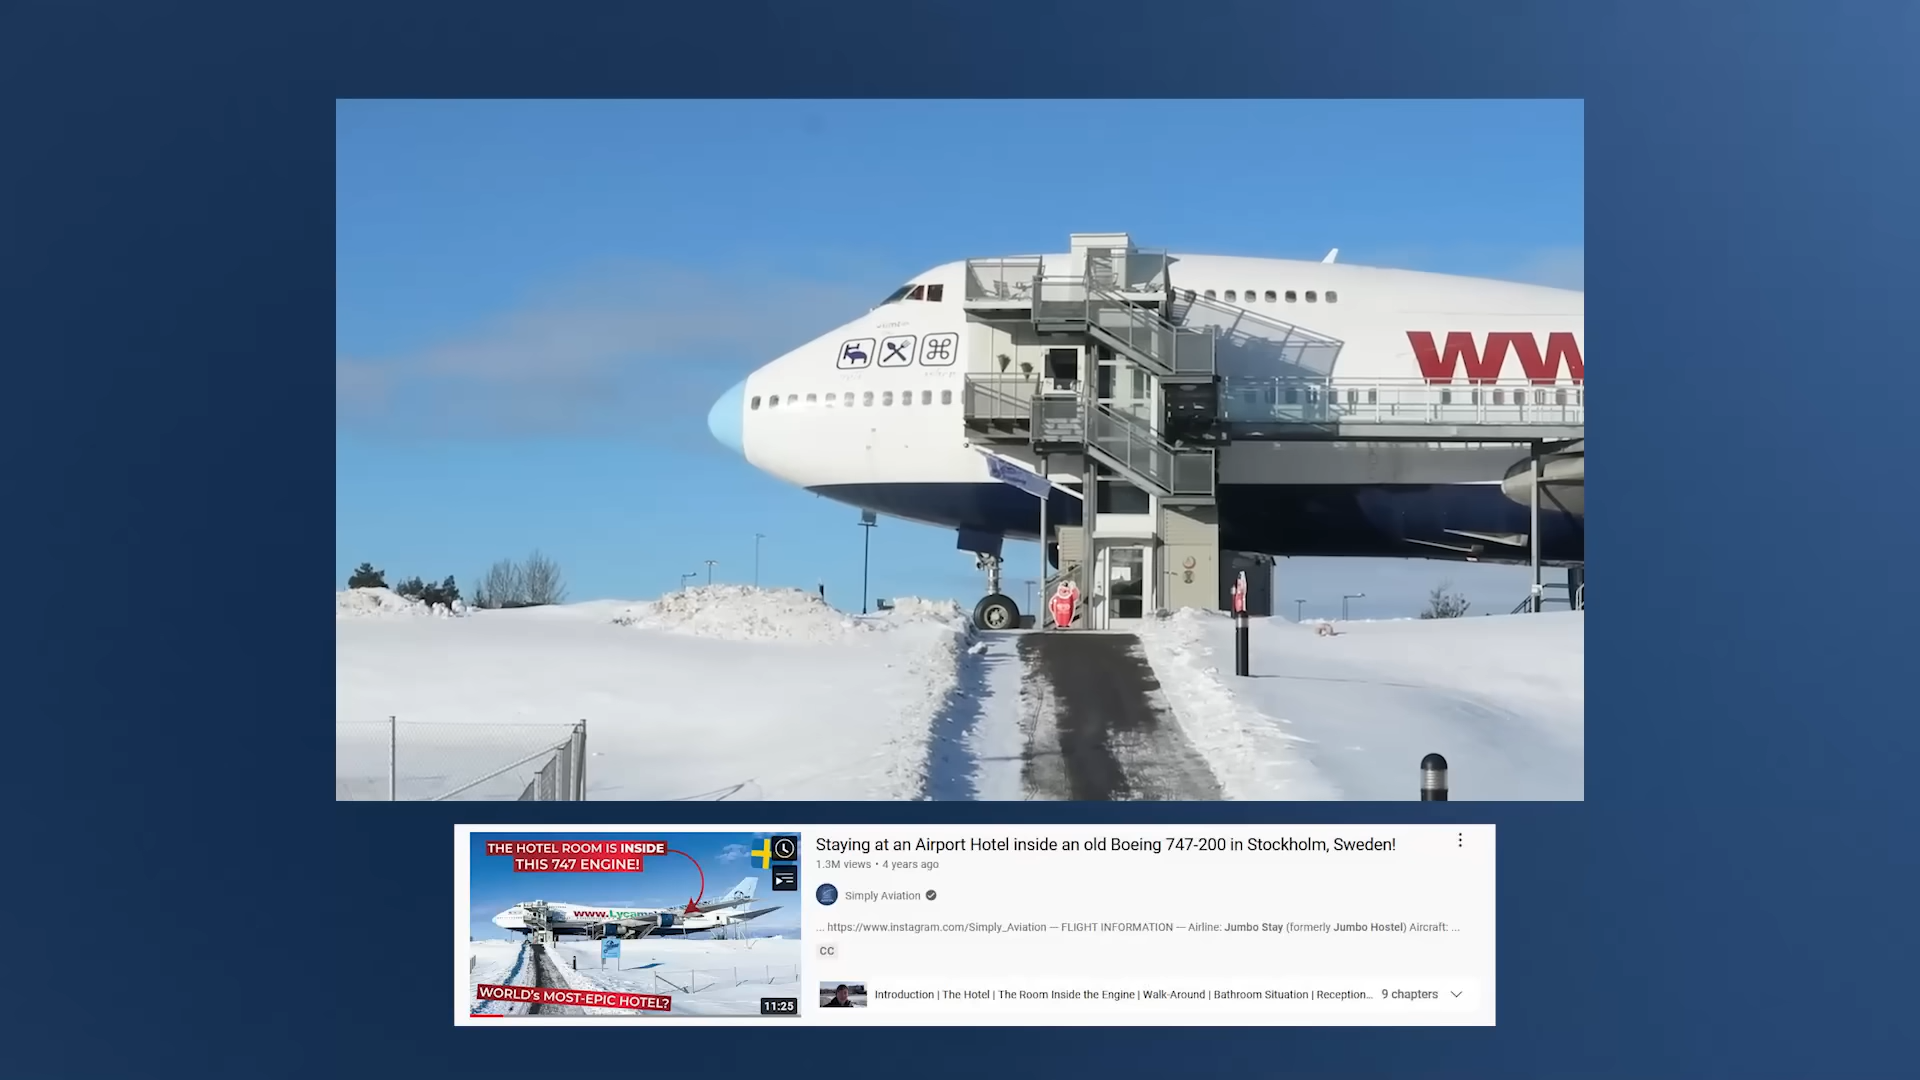 WW
THE HOTEL ROOM IS INSIDE
THIS 747 ENGINE!
www.Lycam
WORLD's MOST-EPIC HOTEL?
11:25
Staying at an Airport Hotel inside an old Boeing 747-200 in Stockholm, Sweden!
1.3M views • 4 years ago
Simply Aviation
... https://www.instagram.com/Simply_Aviation — FLIGHT INFORMATION — Airline: Jumbo Stay (formerly Jumbo Hostel) Aircraft: ...
CC
Introduction | The Hotel | The Room Inside the Engine | Walk-Around | Bathroom Situation | Reception... 9 chapters